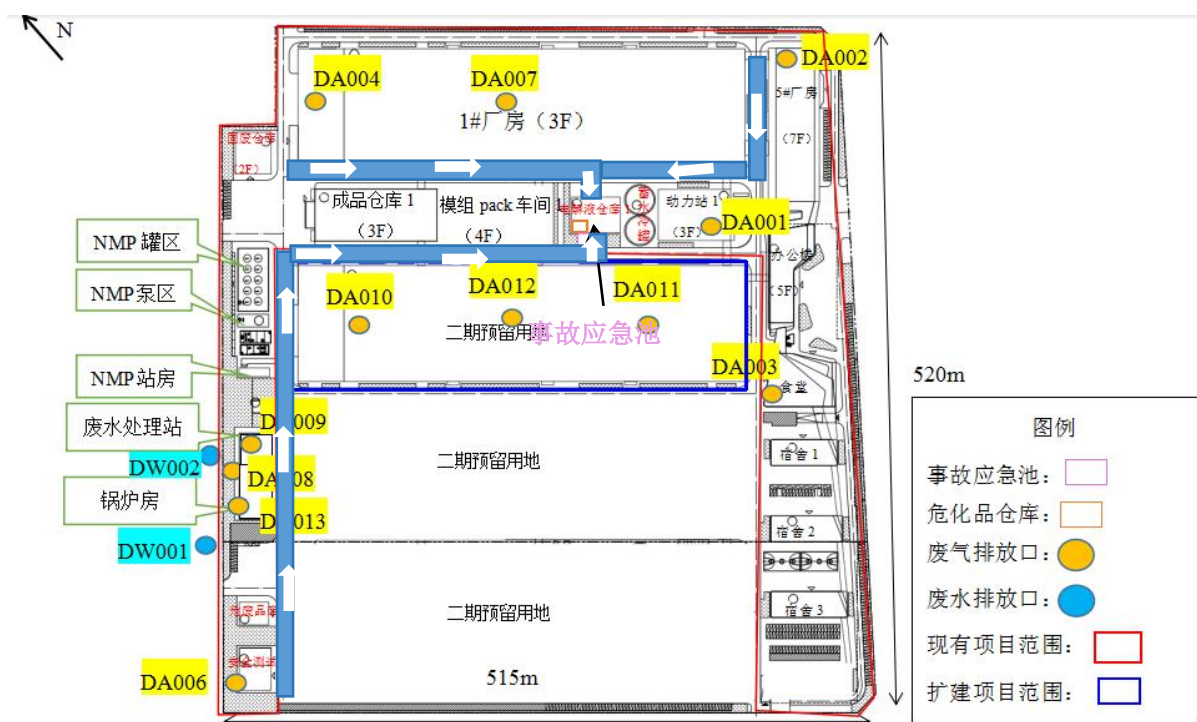 N
DA002
DA004
DA007
5#厂房
1#厂房（3F）
（7F）
固废仓库
（2F）
成品仓库 1
（3F）
模组 pack 车间 1
（4F）
动力站 1
（3F）
DA001
NMP 罐区
办公楼
（5F）
NMP泵区
DA010
DA012
DA011
二期预留用地
事故应急池
NMP 站房
DA003
食堂
520m
废水处理站
DW002
二期预留用地
宿舍 1
锅炉房
DW001
宿舍 2
二期预留用地
宿舍 3
DA006
515m
图例
事故应急池：
危化品仓库：
废气排放口：
废水排放口：
现有项目范围：
扩建项目范围：